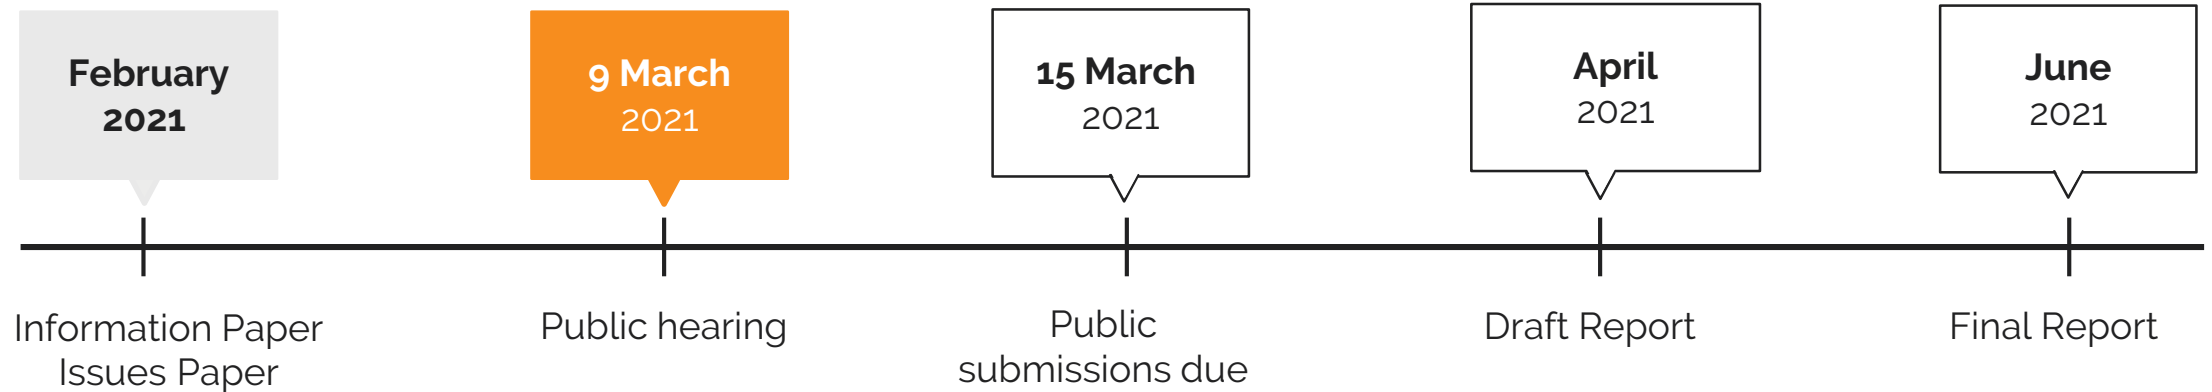 February
2021
9 March
2021
15 March
2021
April
2021
June
2021
Information Paper
Issues Paper
Public hearing
Public
submissions due
Draft Report
Final Report